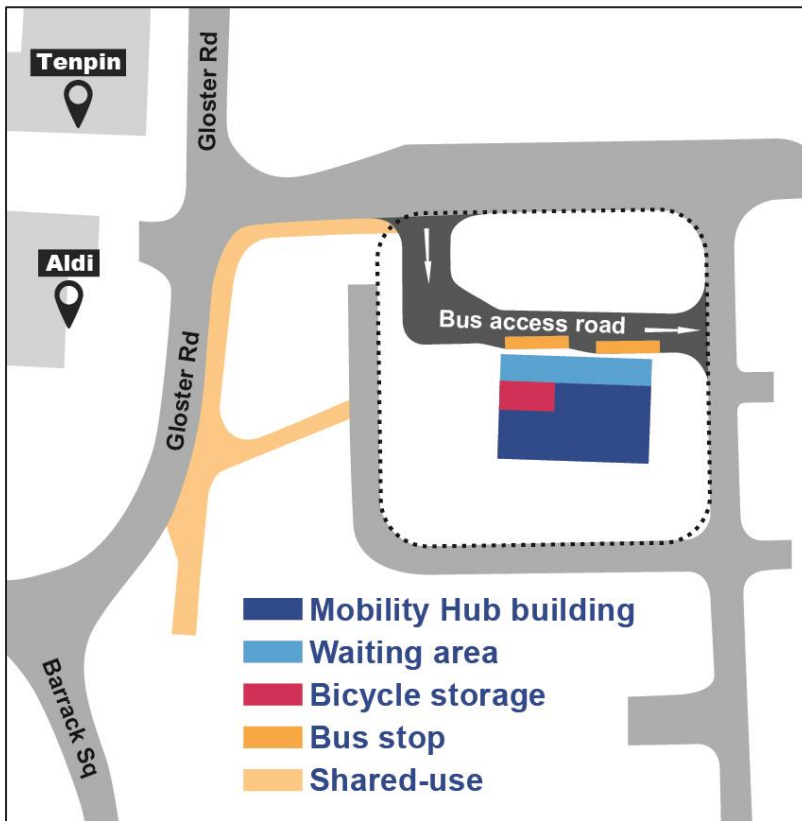 Tenpin
Gloster Rd
Aldi
Bus access road
Gloster Rd
Barrack Sq
Mobility Hub building
Waiting area
Bicycle storage
Bus stop
Shared-use